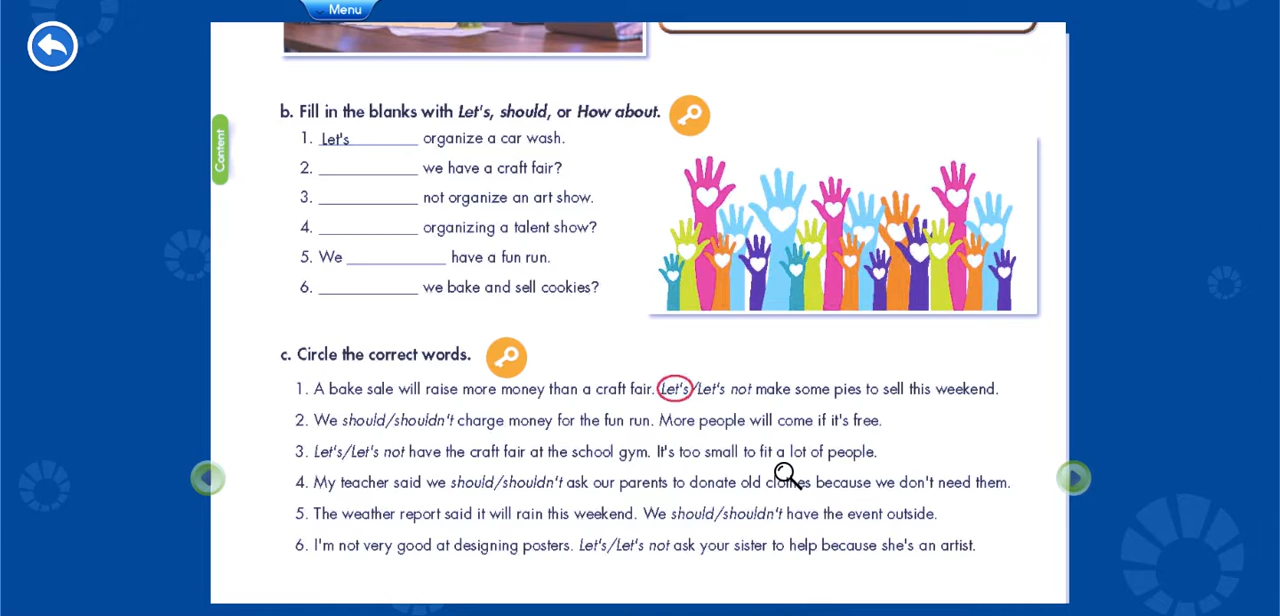 Menu
Content
b. Fill in the blanks with Let's, should, or How about.
1. Let's organize a car wash.
2. ___________ we have a craft fair?
3. ___________ not organize an art show.
4. ___________ organizing a talent show?
5. We ___________ have a fun run.
6. ___________ we bake and sell cookies?
c. Circle the correct words.
1. A bake sale will raise more money than a craft fair. Let's/Let's not make some pies to sell this weekend.
2. We should/shouldn't charge money for the fun run. More people will come if it's free.
3. Let's/Let's not have the craft fair at the school gym. It's too small to fit a lot of people.
4. My teacher said we should/shouldn't ask our parents to donate old clothes because we don't need them.
5. The weather report said it will rain this weekend. We should/shouldn't have the event outside.
6. I'm not very good at designing posters. Let's/Let's not ask your sister to help because she's an artist.